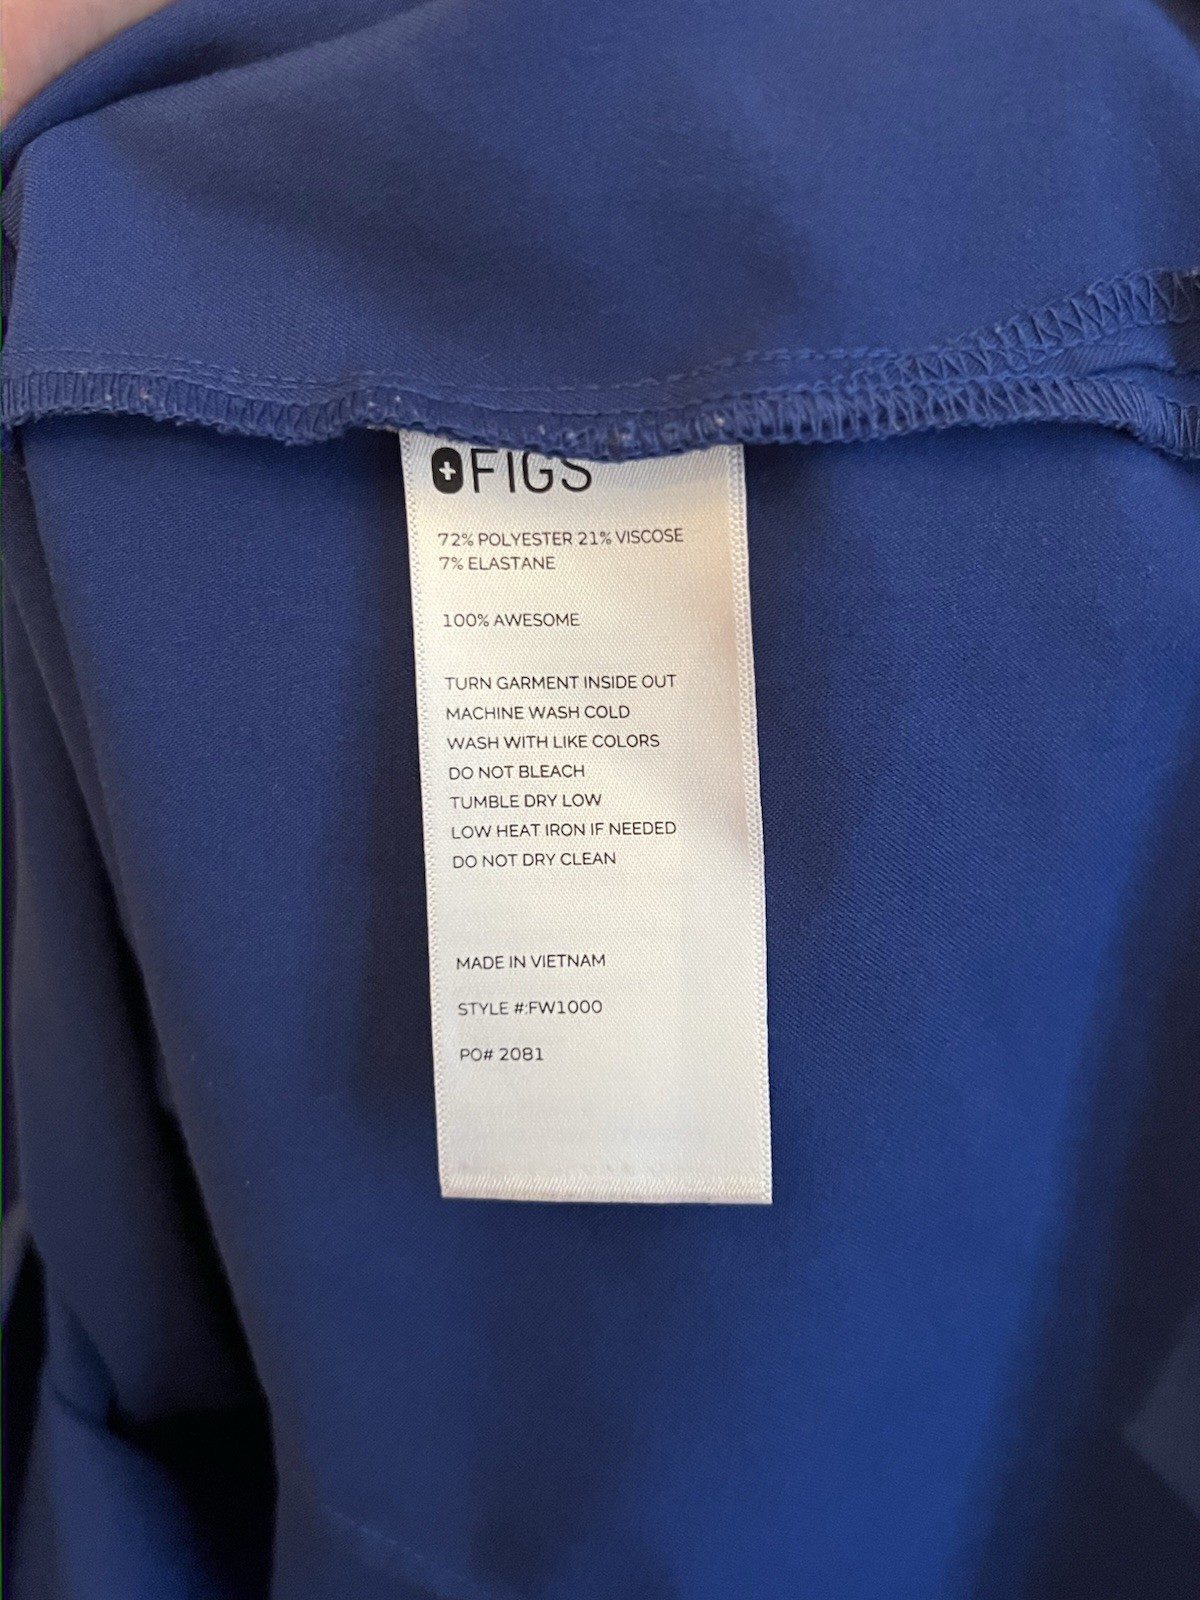 FIGS
72% POLYESTER 21% VISCOSE
7% ELASTANE
100% AWESOME
TURN GARMENT INSIDE OUT
MACHINE WASH COLD
WASH WITH LIKE COLORS
DO NOT BLEACH
TUMBLE DRY LOW
LOW HEAT IRON IF NEEDED
DO NOT DRY CLEAN
MADE IN VIETNAM
STYLE #:FW1000
PO# 2081